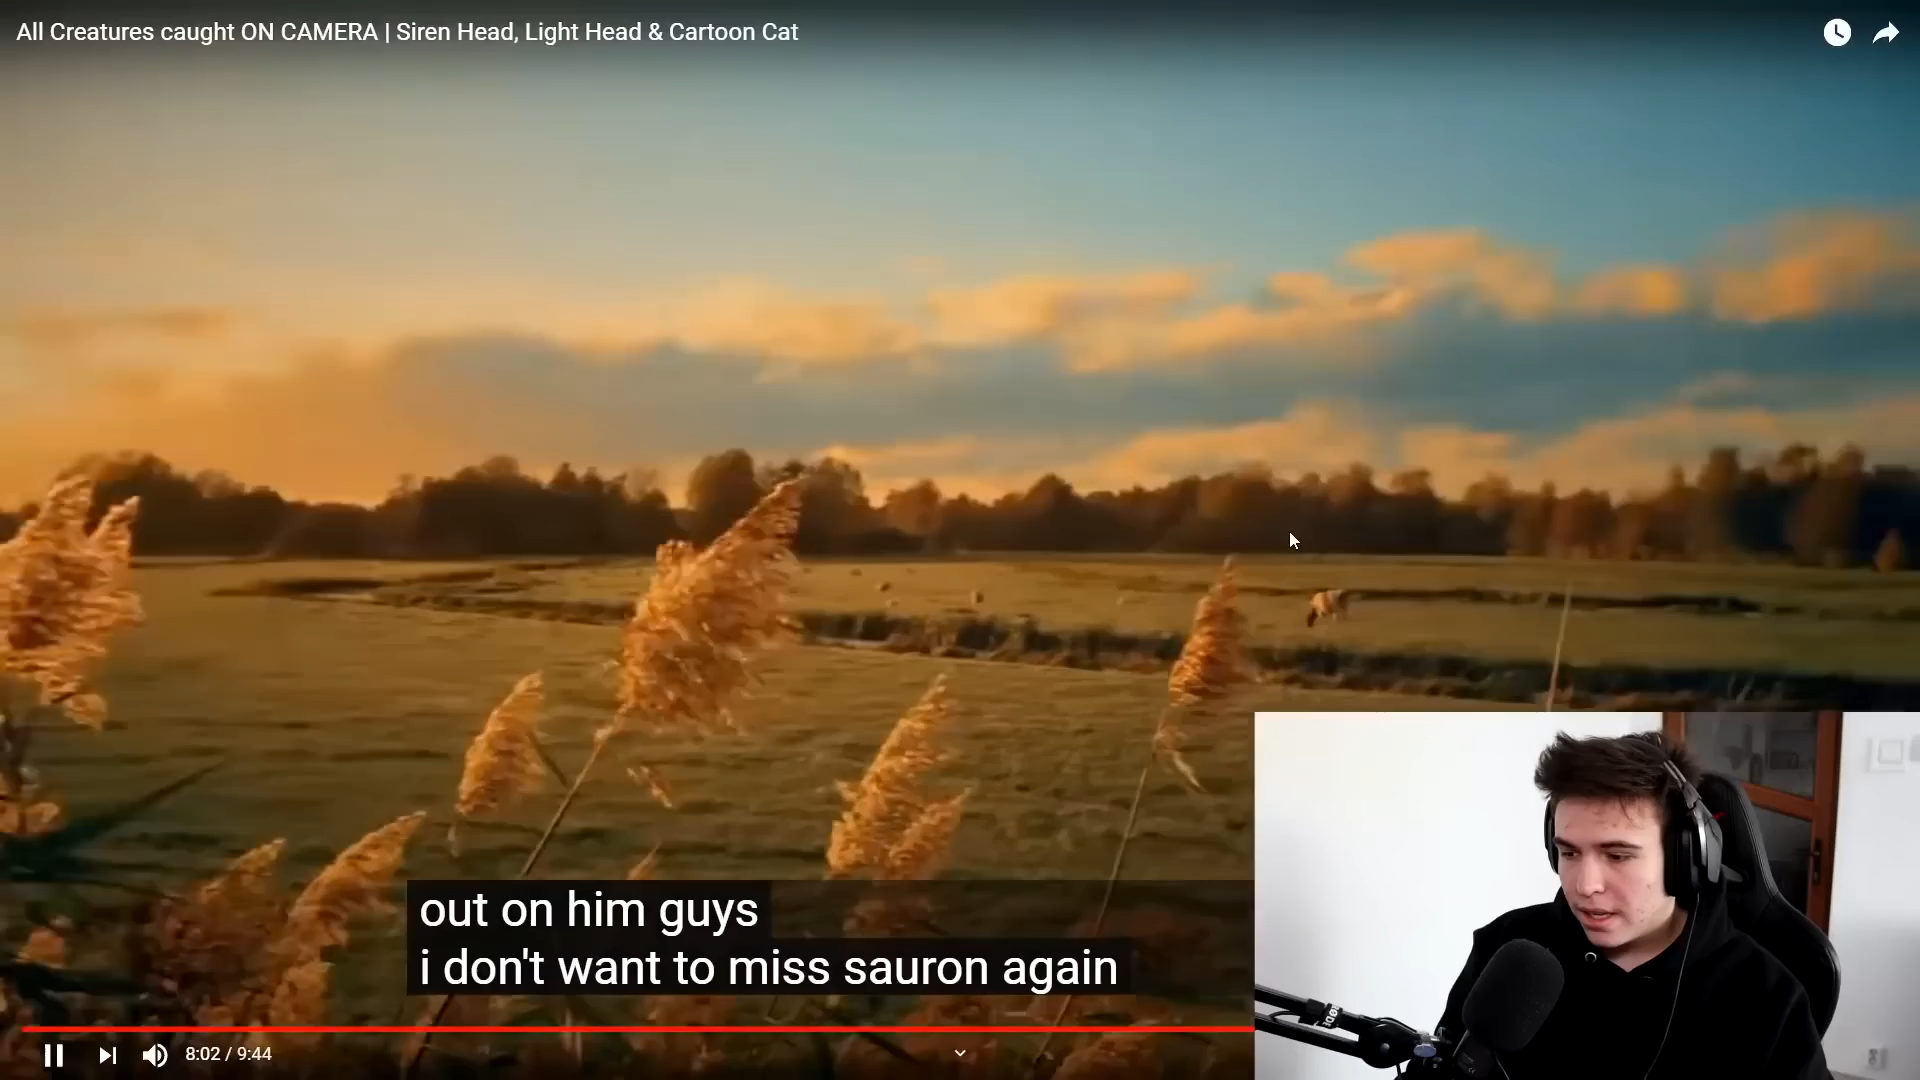 All Creatures caught ON CAMERA | Siren Head, Light Head & Cartoon Cat
out on him guys
i don't want to miss sauron again
8:02 / 9:44
RØDE